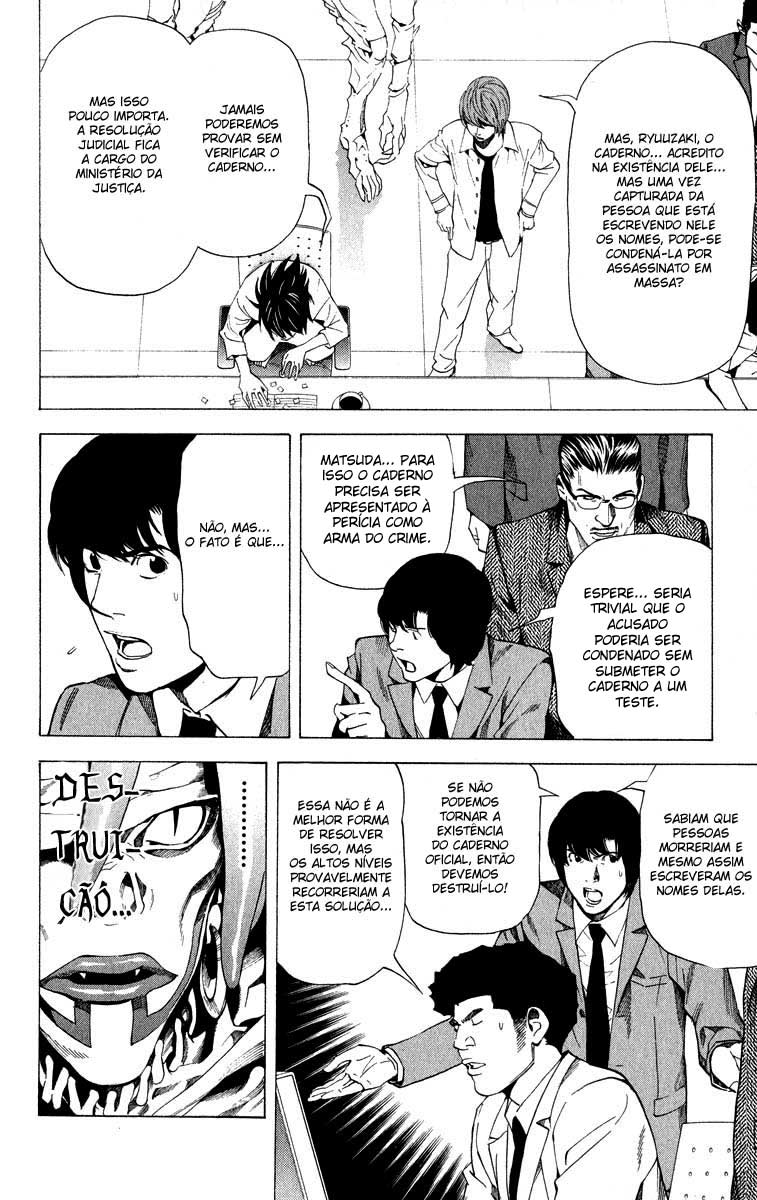 MAS, RYUUZAKI, O
CADERNO... ACREDITO
NA EXISTÊNCIA DELE...
MAS UMA VEZ
CAPTURADA DA
PESSOA QUE ESTÁ
ESCREVENDO NELE
OS NOMES, PODE-SE
CONDENÁ-LA POR
ASSASSINATO EM
MASSA?
JAMAIS
PODEREMOS
PROVAR SEM
VERIFICAR O
CADERNO...
MAS ISSO
POUCO IMPORTA.
A RESOLUÇÃO
JUDICIAL FICA
A CARGO DO
MINISTÉRIO DA
JUSTIÇA.
ESPERE... SERIA
TRIVIAL QUE O
ACUSADO
PODERIA SER
CONDENADO SEM
SUBMETER O
CADERNO A UM
TESTE.
MATSUDA... PARA
ISSO O CADERNO
PRECISA SER
APRESENTADO À
PERÍCIA COMO
ARMA DO CRIME.
NÃO, MAS...
O FATO É QUE...
SABIAM QUE
PESSOAS
MORRERIAM E
MESMO ASSIM
ESCREVERAM OS
NOMES DELAS.
SE NÃO
PODEMOS
TORNAR A
EXISTÊNCIA
DO CADERNO
OFICIAL, ENTÃO
DEVEMOS
DESTRUÍ-LO!
ESSA NÃO É A
MELHOR FORMA
DE RESOLVER
ISSO, MAS
OS ALTOS NÍVEIS
PROVAVELMENTE
RECORRERIAM A
ESTA SOLUÇÃO...
........
DES-
TRUI-
ÇÃO...